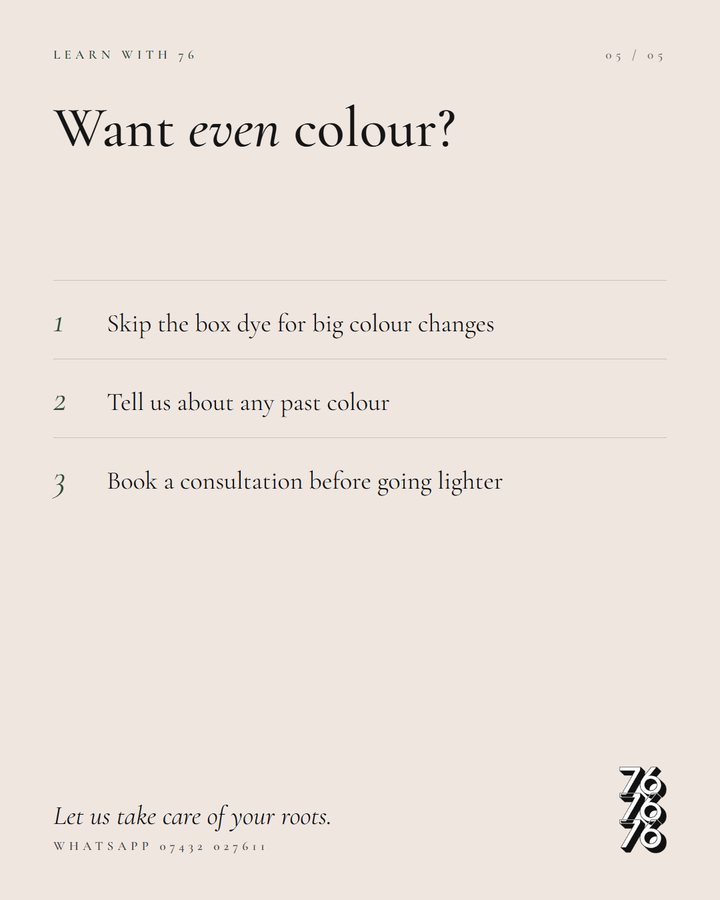 LEARN WITH 76
05 / 05
Want even colour?
1 Skip the box dye for big colour changes
2 Tell us about any past colour
3 Book a consultation before going lighter
Let us take care of your roots.
WHATSAPP 07432 027611
76
76
76